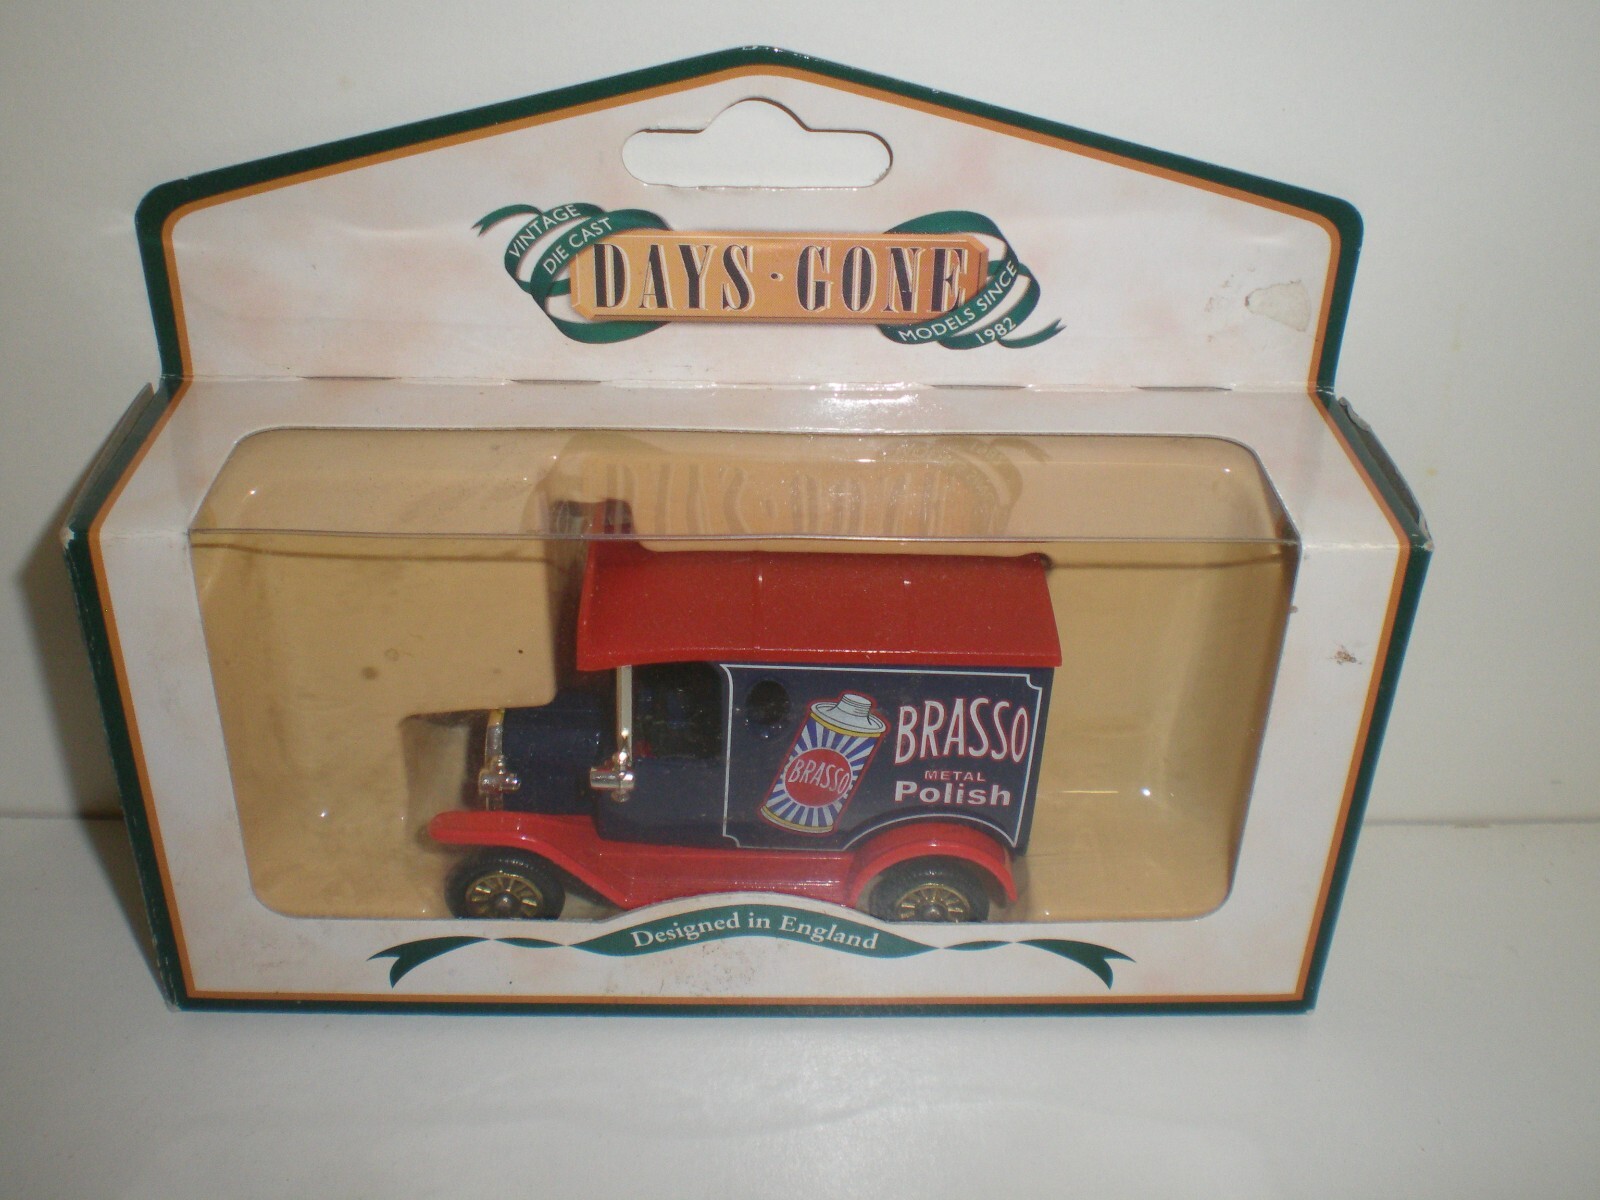 VINTAGE
DIE CAST
DAYS·GONE
MODELS SINCE
1982
BRASSO
BRASSO
METAL
Polish
Designed in England